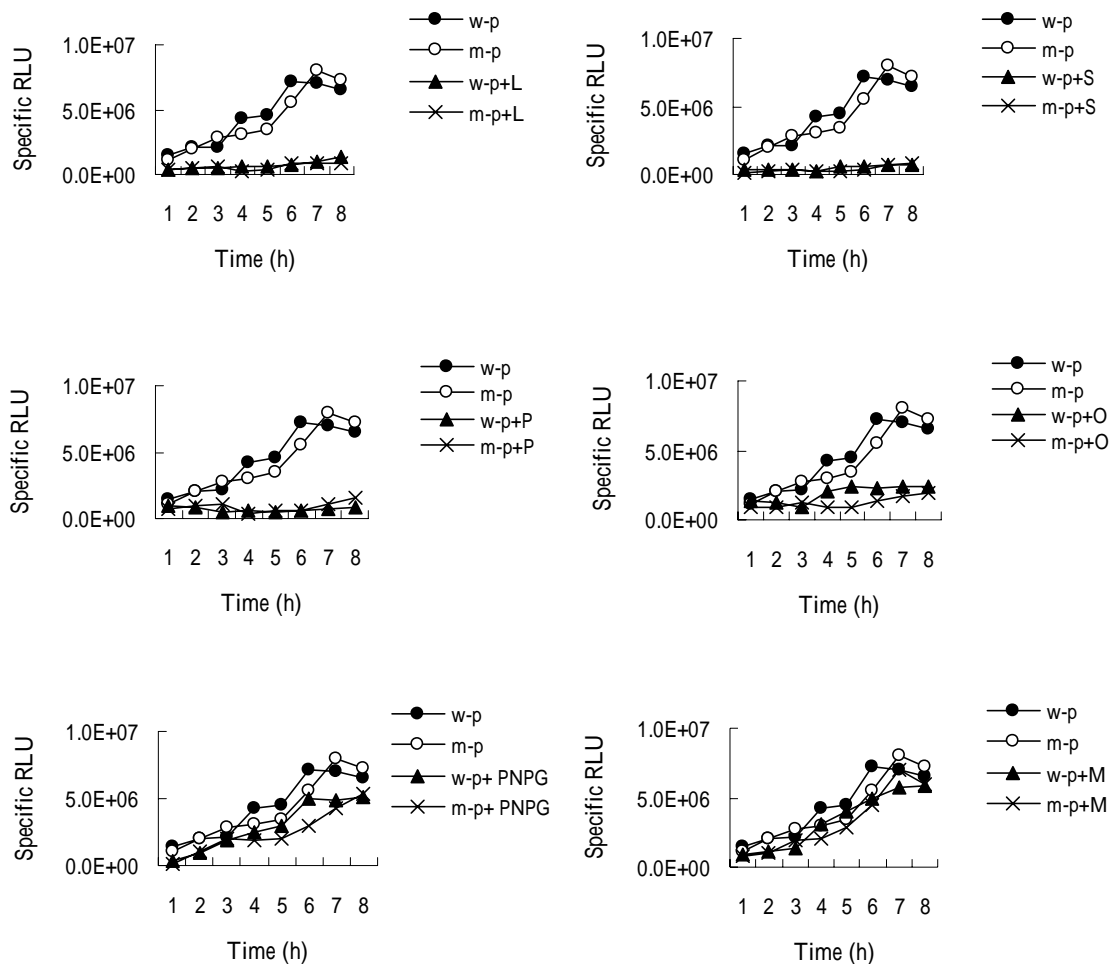 w-p
m-p
w-p+L
m-p+L
Specific RLU
1.0E+07
5.0E+06
0.0E+00
1 2 3 4 5 6 7 8
Time (h)
w-p
m-p
w-p+S
m-p+S
Specific RLU
1.0E+07
5.0E+06
0.0E+00
1 2 3 4 5 6 7 8
Time (h)
w-p
m-p
w-p+P
m-p+P
Specific RLU
1.0E+07
5.0E+06
0.0E+00
1 2 3 4 5 6 7 8
Time (h)
w-p
m-p
w-p+O
m-p+O
Specific RLU
1.0E+07
5.0E+06
0.0E+00
1 2 3 4 5 6 7 8
Time (h)
w-p
m-p
w-p+ PNPG
m-p+ PNPG
Specific RLU
1.0E+07
5.0E+06
0.0E+00
1 2 3 4 5 6 7 8
Time (h)
w-p
m-p
w-p+M
m-p+M
Specific RLU
1.0E+07
5.0E+06
0.0E+00
1 2 3 4 5 6 7 8
Time (h)